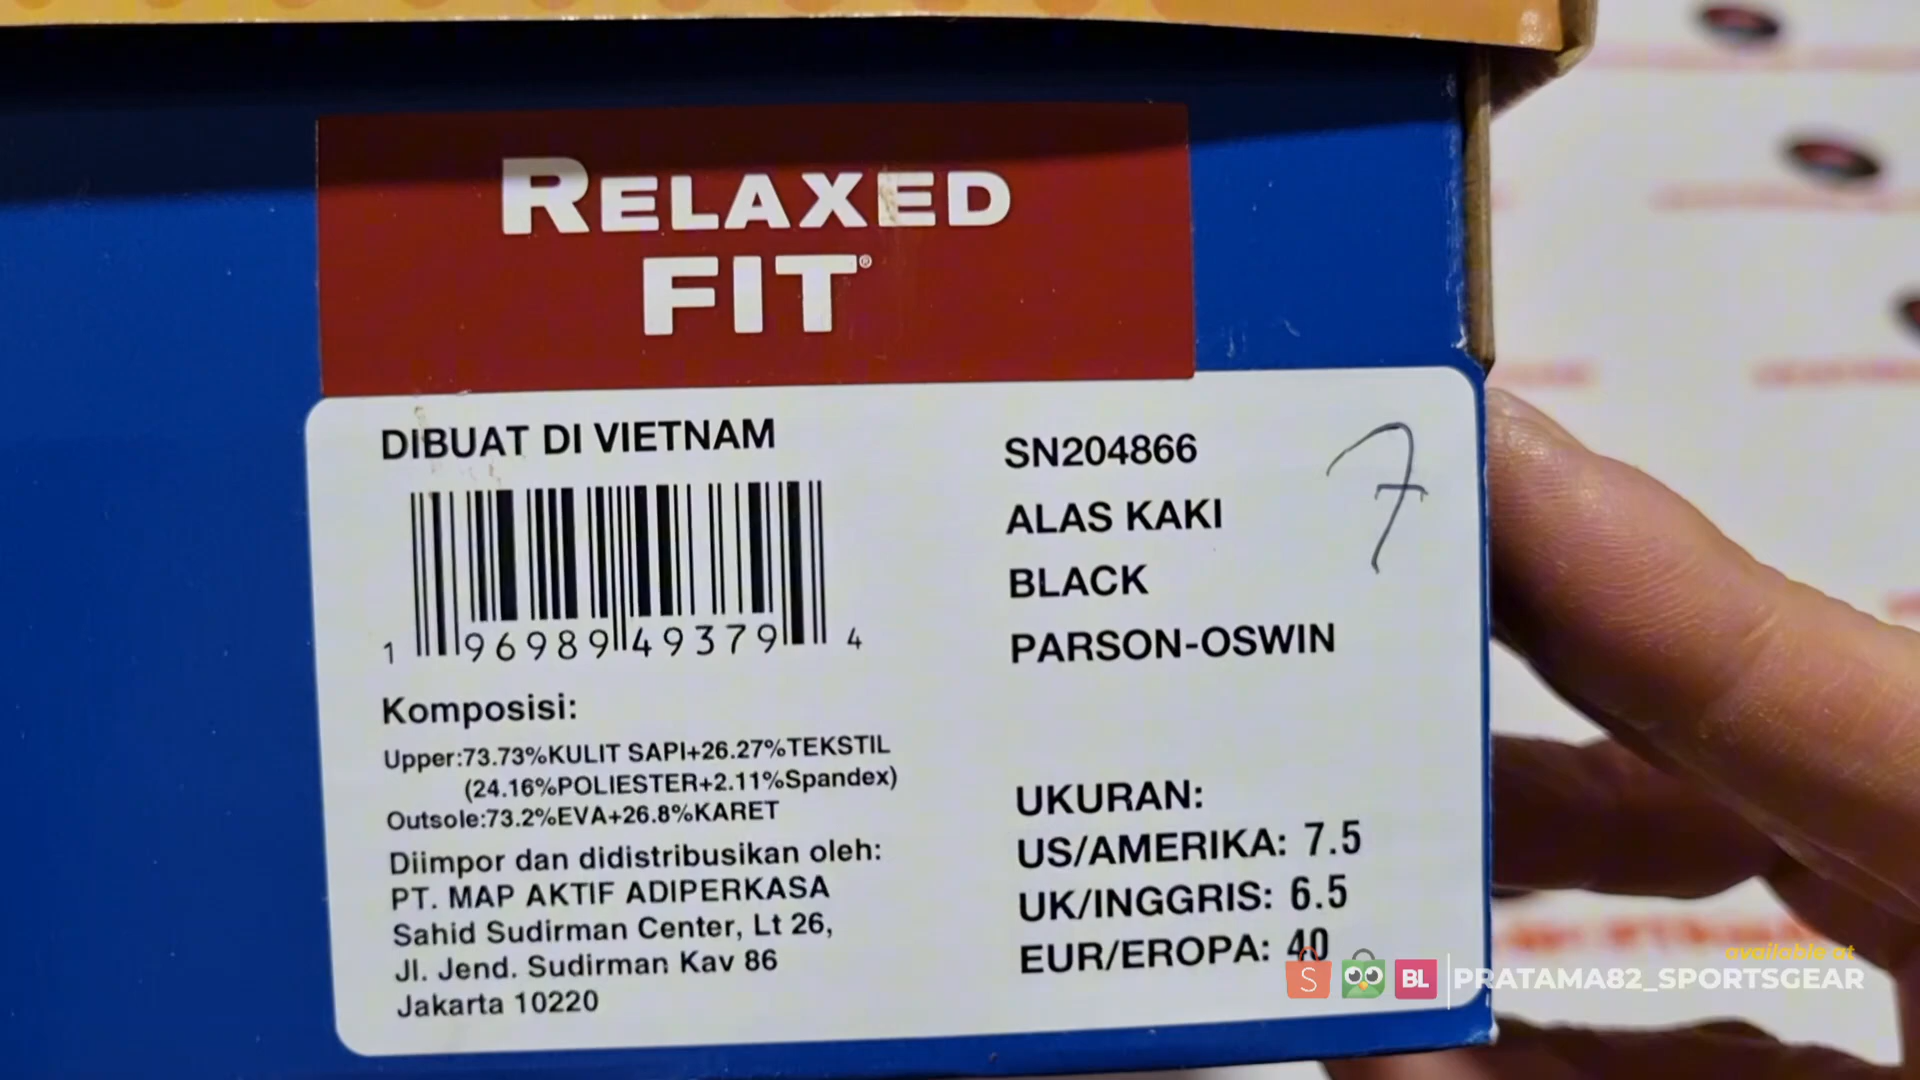 RELAXED
FIT®
DIBUAT DI VIETNAM
1 96989 49379 4
Komposisi:
Upper:73.73%KULIT SAPI+26.27%TEKSTIL
(24.16%POLIESTER+2.11%Spandex)
Outsole:73.2%EVA+26.8%KARET
Diimpor dan didistribusikan oleh:
PT. MAP AKTIF ADIPERKASA
Sahid Sudirman Center, Lt 26,
Jl. Jend. Sudirman Kav 86
Jakarta 10220
SN204866
ALAS KAKI
BLACK
PARSON-OSWIN
7
UKURAN:
US/AMERIKA: 7.5
UK/INGGRIS: 6.5
EUR/EROPA: 40
available at
S BL PRATAMA82_SPORTSGEAR